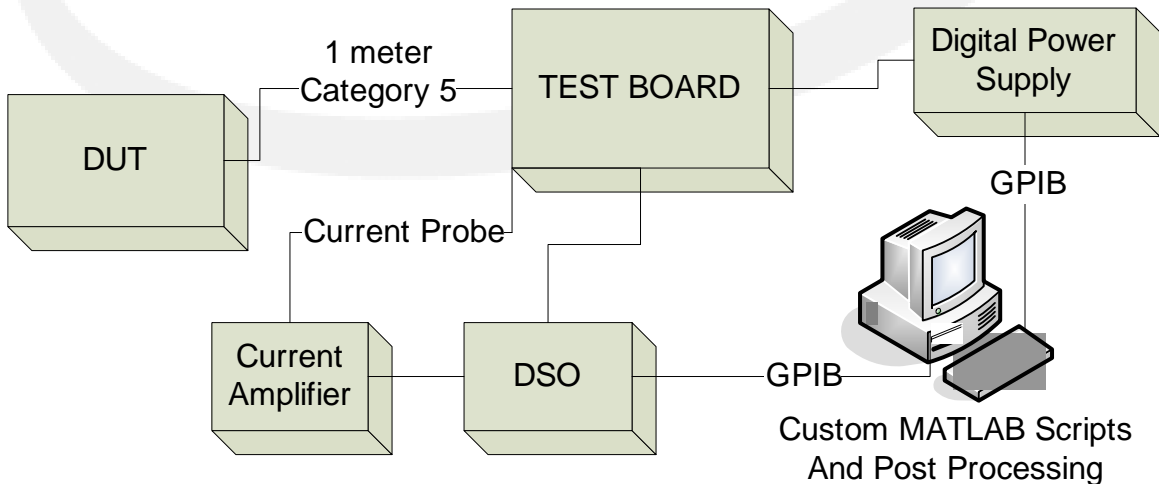 1 meter
Category 5
TEST BOARD
Digital Power
Supply
DUT
GPIB
Current Probe
Current
Amplifier
DSO
GPIB
Custom MATLAB Scripts
And Post Processing